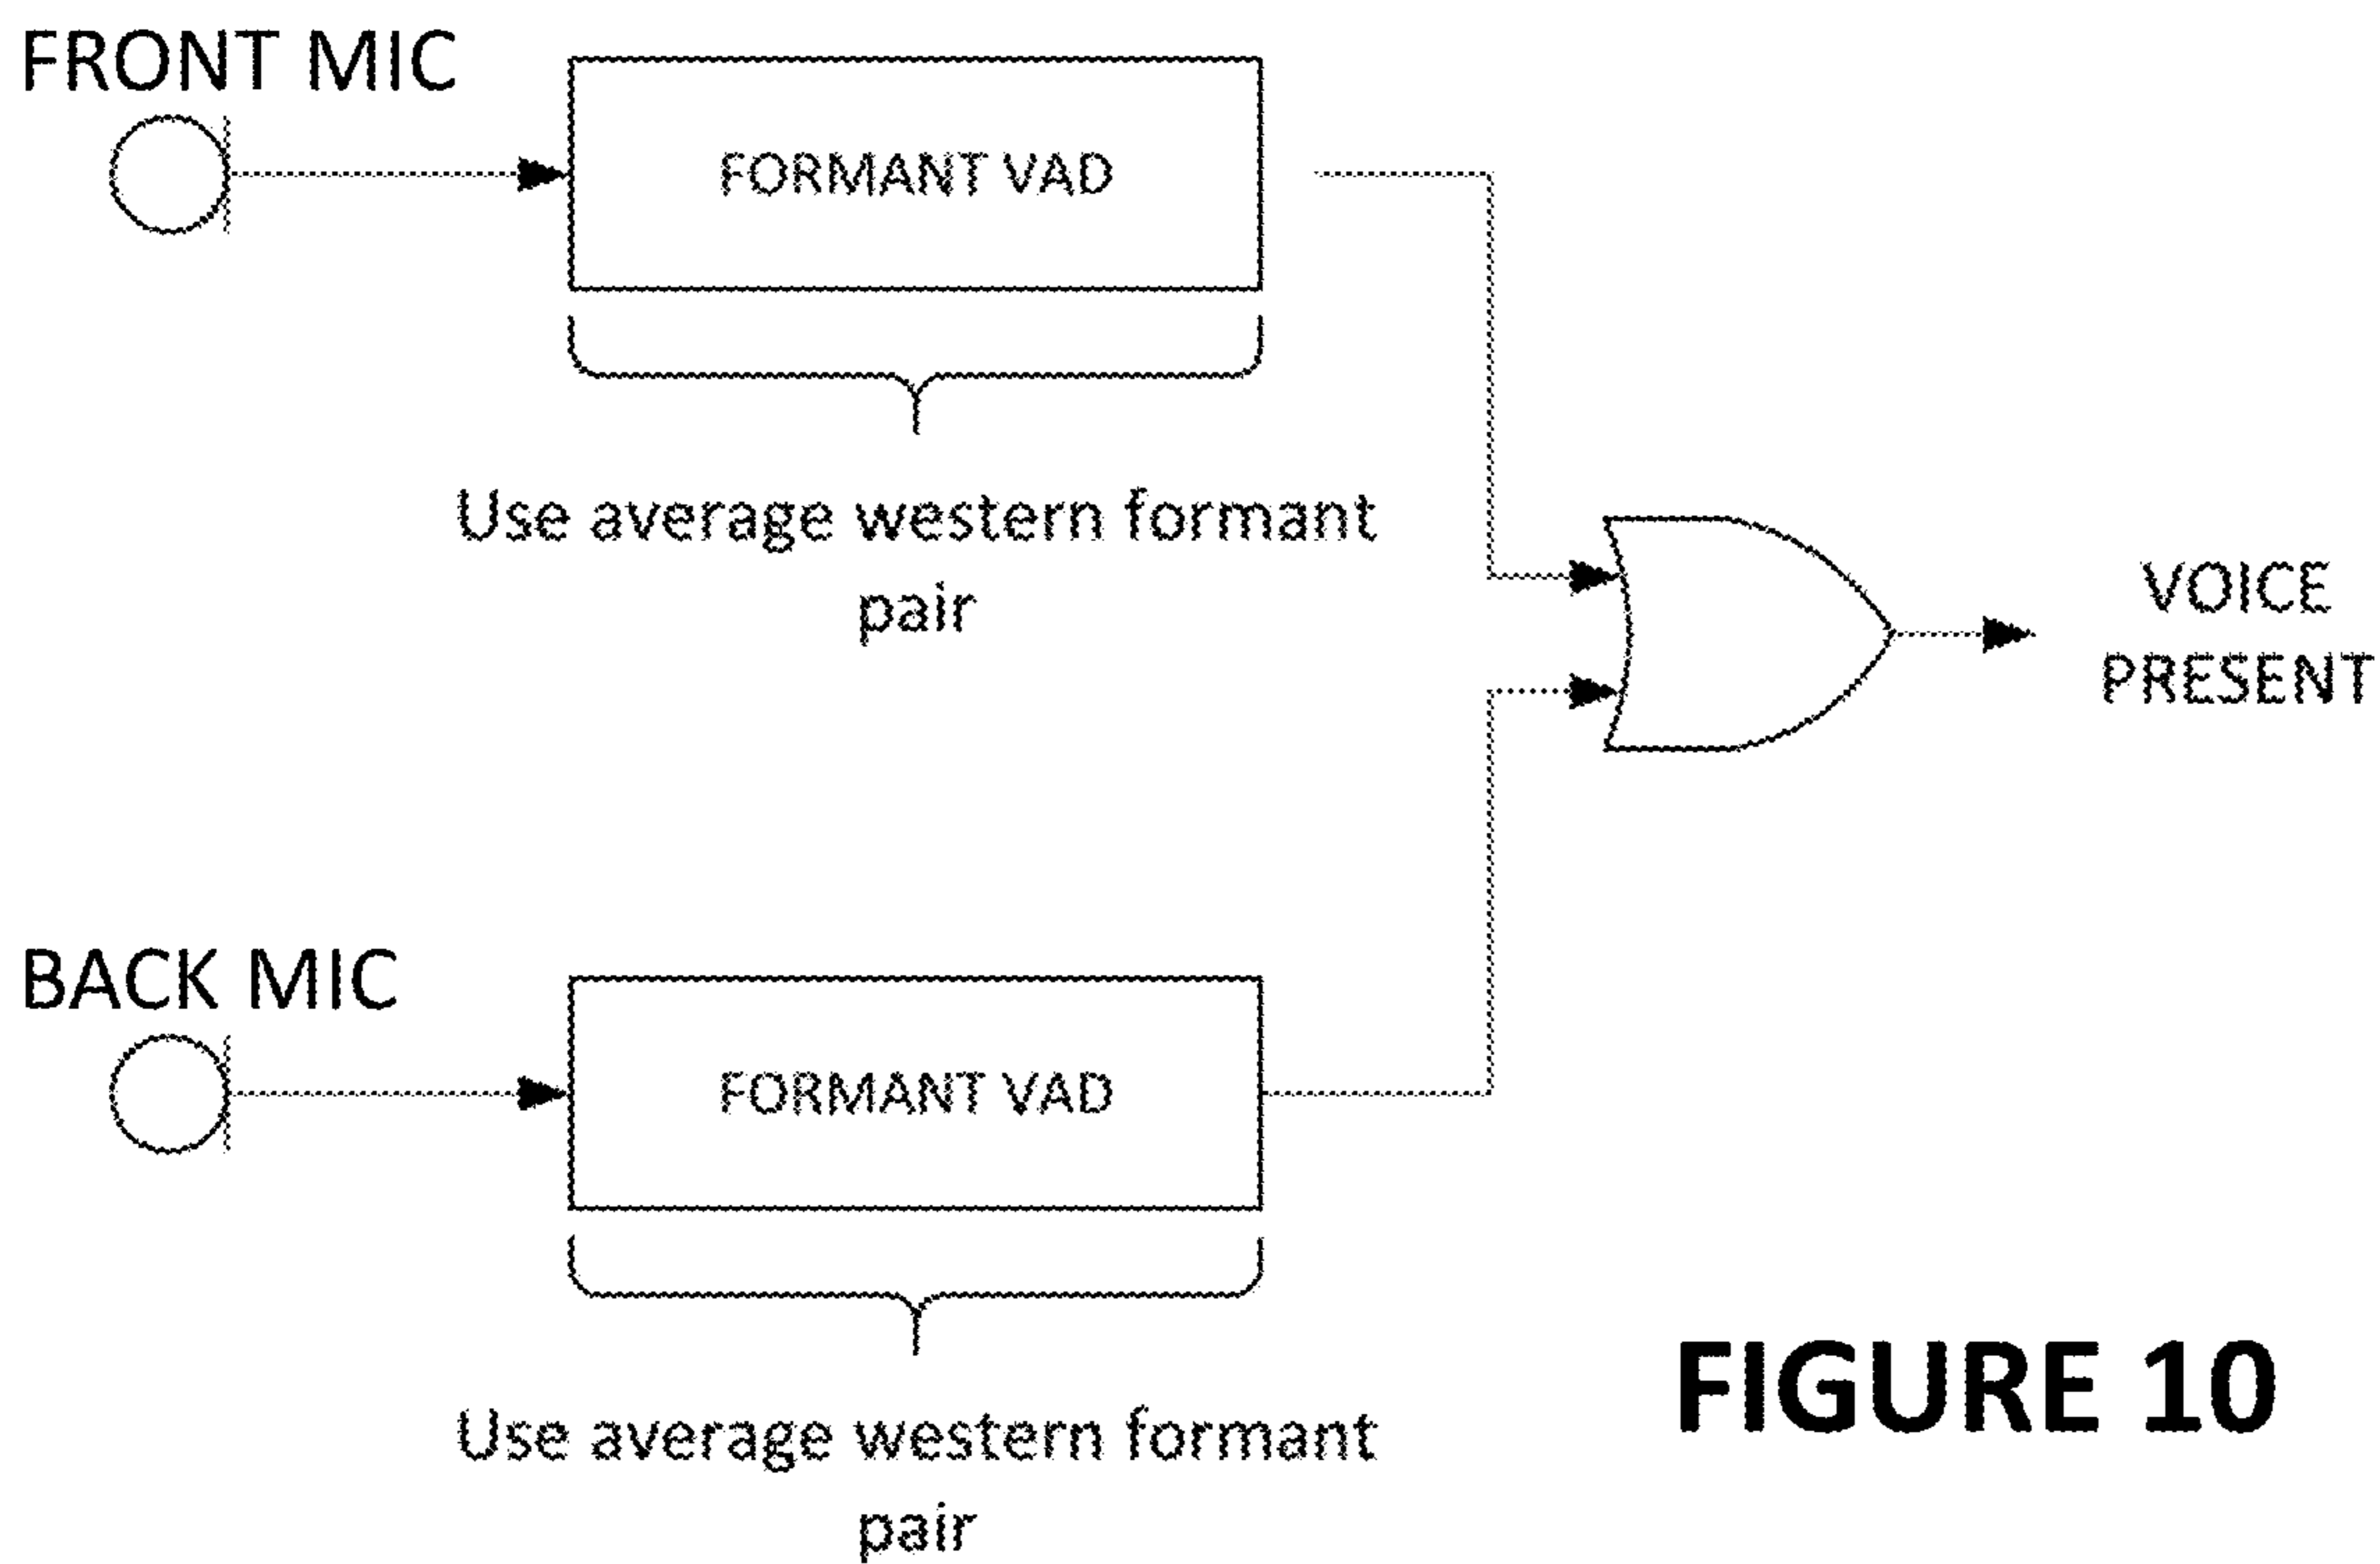 FRONT MIC
FORMANT VAD
Use average western formant
pair
VOICE
PRESENT
BACK MIC
FORMANT VAD
Use average western formant
pair
FIGURE 10